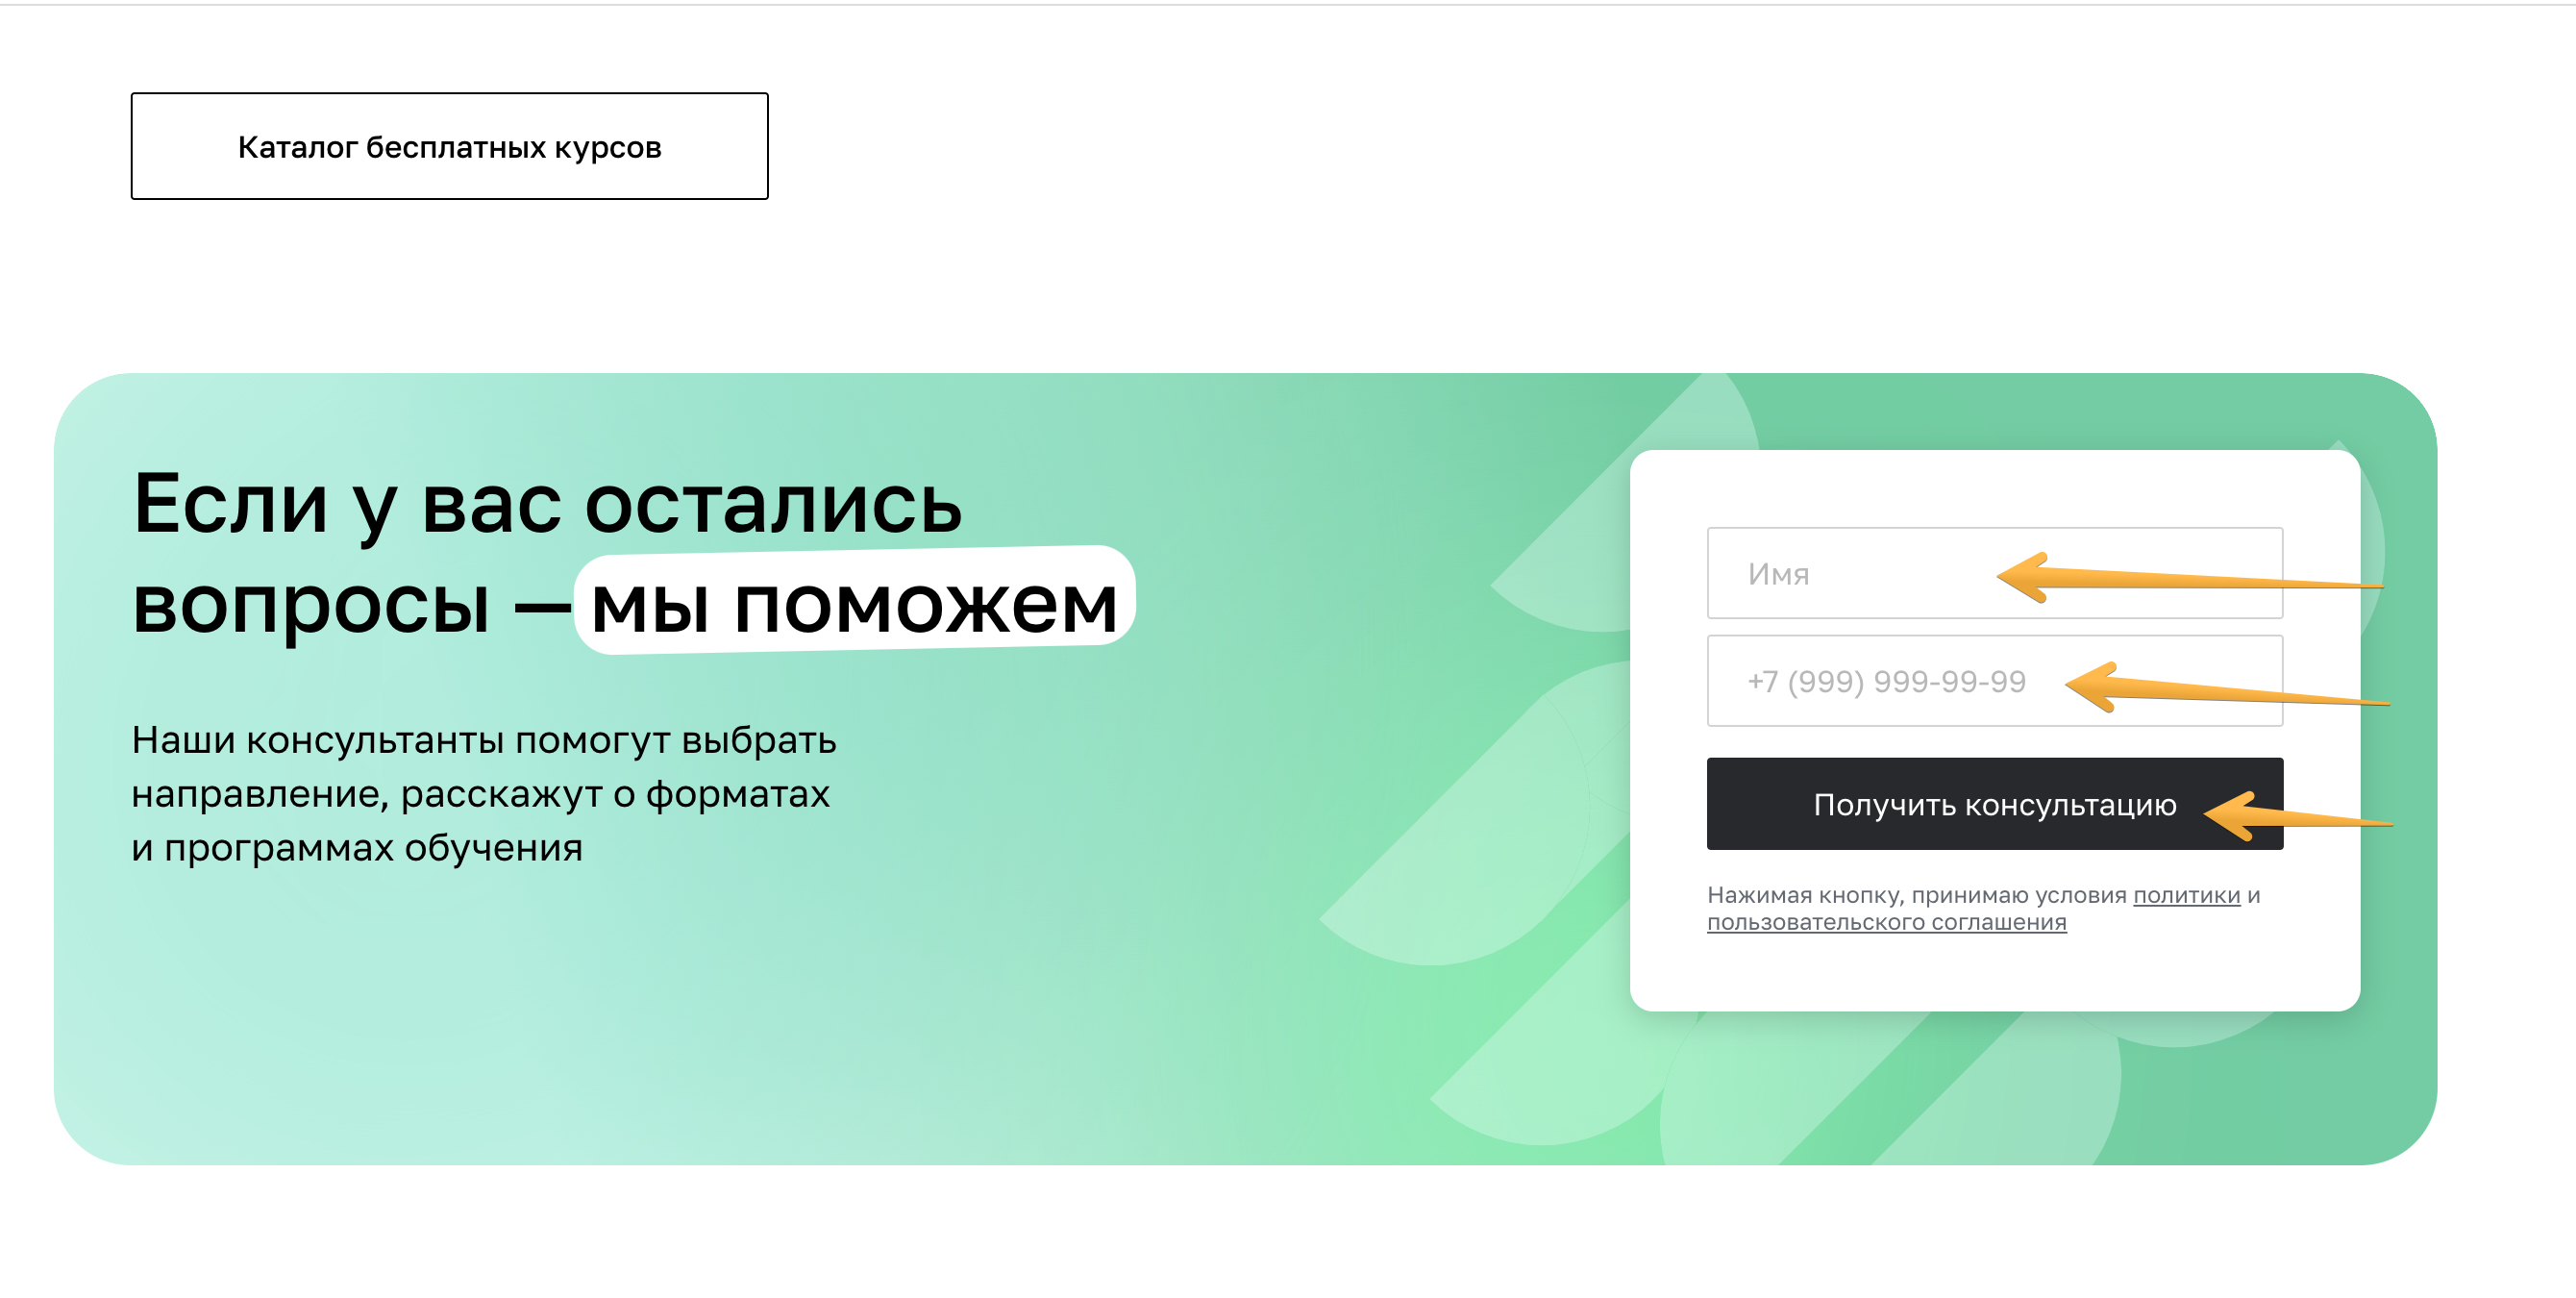 Каталог бесплатных курсов
Если у вас остались
вопросы — мы поможем
Наши консультанты помогут выбрать
направление, расскажут о форматах
и программах обучения
Имя
+7 (999) 999-99-99
Получить консультацию
Нажимая кнопку, принимаю условия политики и
пользовательского соглашения